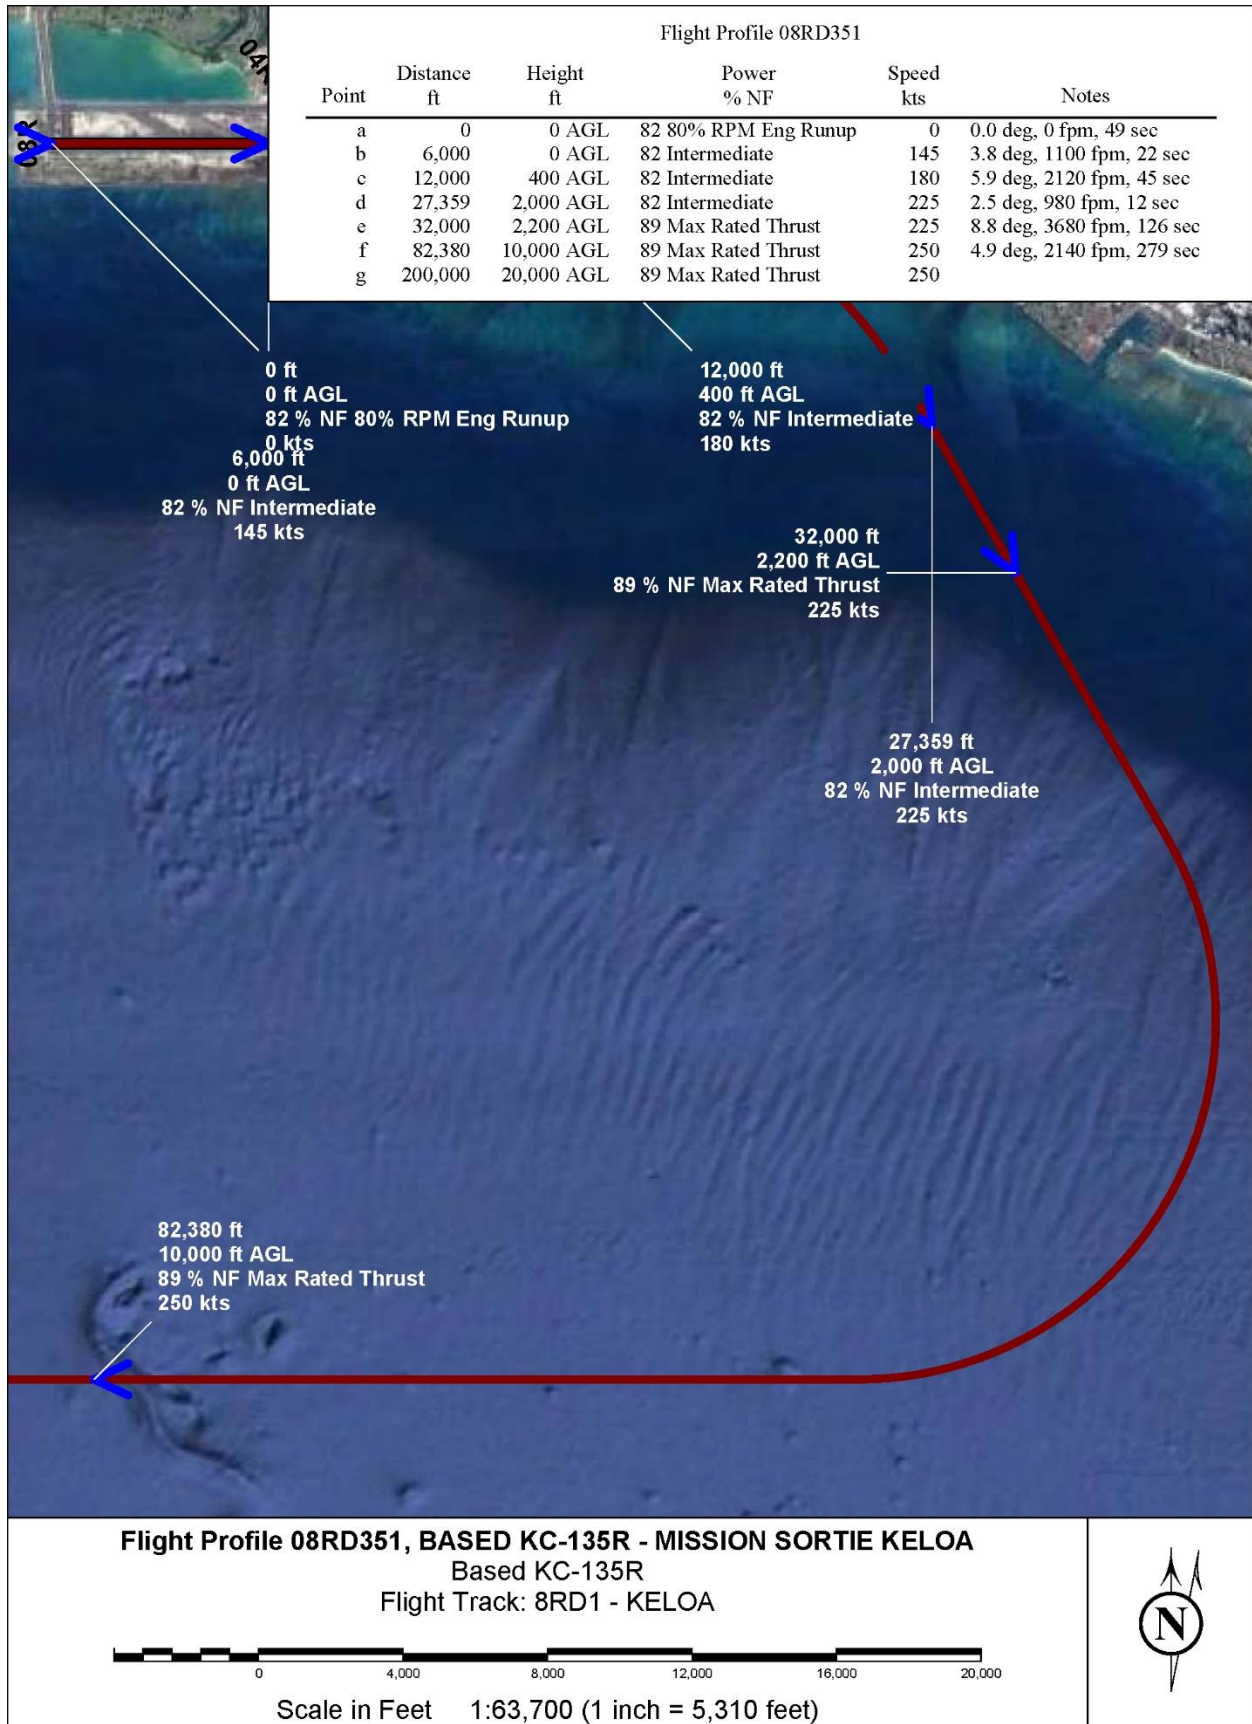 Flight Profile 08RD351
Point Distance ft Height ft Power % NF Speed kts Notes
a 0 0 AGL 82 80% RPM Eng Runup 0 0.0 deg, 0 fpm, 49 sec
b 6,000 0 AGL 82 Intermediate 145 3.8 deg, 1100 fpm, 22 sec
c 12,000 400 AGL 82 Intermediate 180 5.9 deg, 2120 fpm, 45 sec
d 27,359 2,000 AGL 82 Intermediate 225 2.5 deg, 980 fpm, 12 sec
e 32,000 2,200 AGL 89 Max Rated Thrust 225 8.8 deg, 3680 fpm, 126 sec
f 82,380 10,000 AGL 89 Max Rated Thrust 250 4.9 deg, 2140 fpm, 279 sec
g 200,000 20,000 AGL 89 Max Rated Thrust 250
08R
0 ft
0 ft AGL
82 % NF 80% RPM Eng Runup
0 kts
6,000 ft
0 ft AGL
82 % NF Intermediate
145 kts
12,000 ft
400 ft AGL
82 % NF Intermediate
180 kts
32,000 ft
2,200 ft AGL
89 % NF Max Rated Thrust
225 kts
27,359 ft
2,000 ft AGL
82 % NF Intermediate
225 kts
82,380 ft
10,000 ft AGL
89 % NF Max Rated Thrust
250 kts
Flight Profile 08RD351, BASED KC-135R - MISSION SORTIE KELOA
Based KC-135R
Flight Track: 8RD1 - KELOA
0 4,000 8,000 12,000 16,000 20,000
Scale in Feet 1:63,700 (1 inch = 5,310 feet)
N